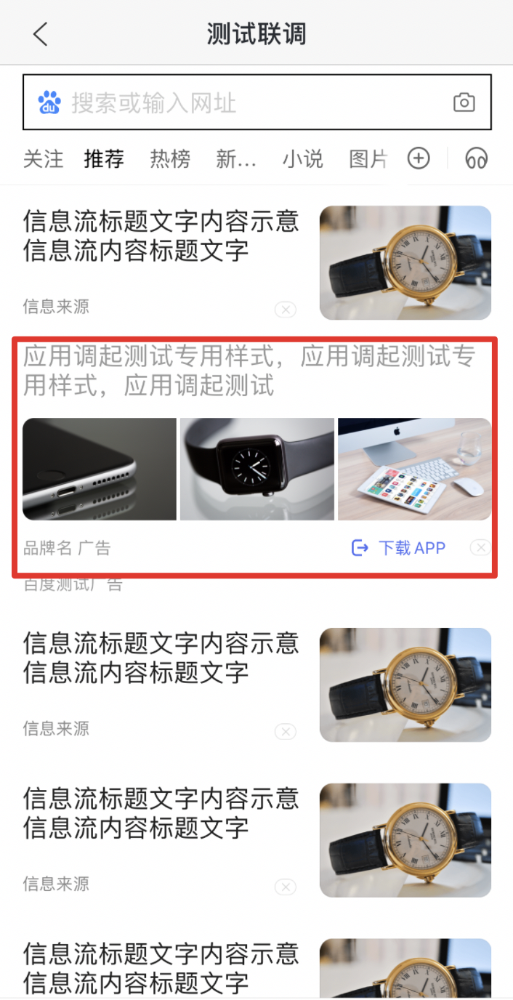 测试联调
du 搜索或输入网址
关注 推荐 热榜 新... 小说 图片
信息流标题文字内容示意
信息流内容标题文字
信息来源
应用调起测试专用样式，应用调起测试专
用样式，应用调起测试
品牌名 广告 下载APP
百度测试广告
信息流标题文字内容示意
信息流内容标题文字
信息来源
信息流标题文字内容示意
信息流内容标题文字
信息来源
信息流标题文字内容示意
信息流内容标题文字